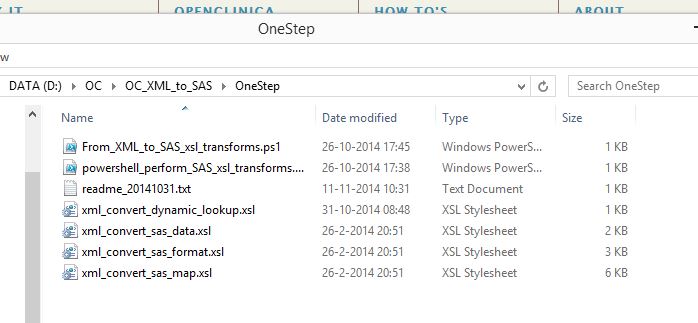 IT OPENCLINICA HOW TO'S ABOUT
OneStep
w
DATA (D:) OC OC_XML_to_SAS OneStep Search OneStep
Name Date modified Type Size
From_XML_to_SAS_xsl_transforms.ps1 26-10-2014 17:45 Windows PowerS... 1 KB
powershell_perform_SAS_xsl_transforms.... 26-10-2014 17:38 Windows PowerS... 1 KB
readme_20141031.txt 11-11-2014 10:31 Text Document 1 KB
xml_convert_dynamic_lookup.xsl 31-10-2014 08:48 XSL Stylesheet 1 KB
xml_convert_sas_data.xsl 26-2-2014 20:51 XSL Stylesheet 2 KB
xml_convert_sas_format.xsl 26-2-2014 20:51 XSL Stylesheet 2 KB
xml_convert_sas_map.xsl 26-2-2014 20:51 XSL Stylesheet 6 KB